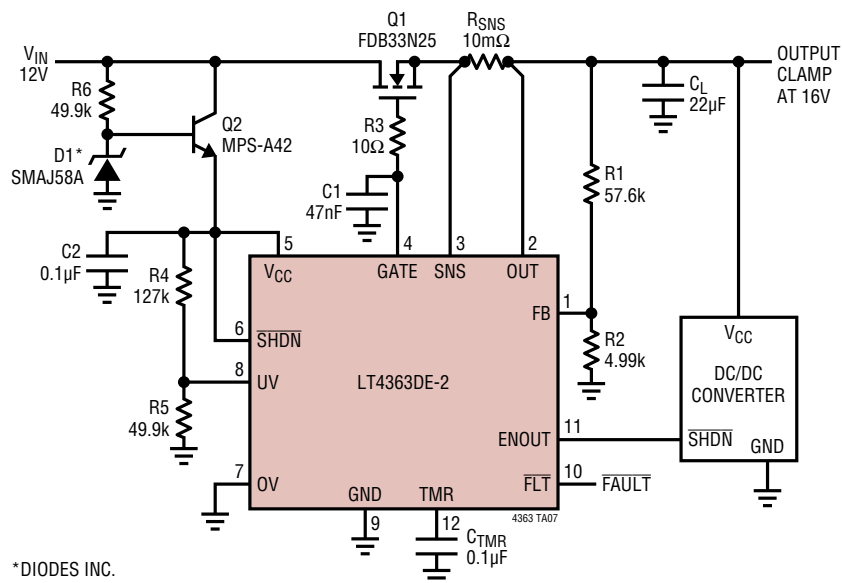 Q1
FDB33N25
RSNS
10mΩ
VIN
12V
OUTPUT
CLAMP
AT 16V
R6
49.9k
Q2
MPS-A42
CL
22µF
D1*
SMAJ58A
R3
10Ω
R1
57.6k
C1
47nF
C2
0.1µF
R4
127k
5
4
3
2
VCC
GATE
SNS
OUT
1
FB
6
SHDN
R2
4.99k
VCC
DC/DC
CONVERTER
8
UV
LT4363DE-2
R5
49.9k
11
ENOUT
SHDN
GND
7
OV
10
FLT
FAULT
GND
TMR
4363 TA07
9
12
CTMR
0.1µF
*DIODES INC.